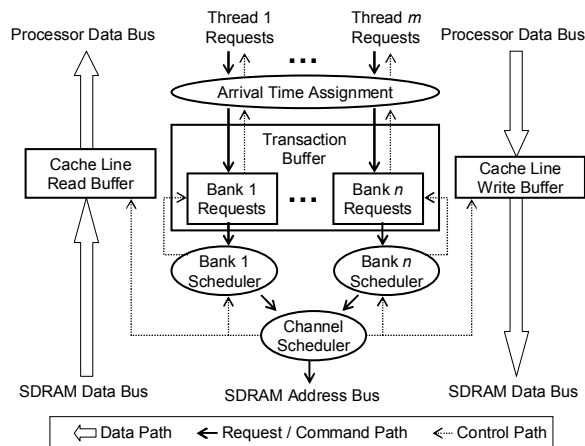 Thread 1
Requests
...
Thread m
Requests
Processor Data Bus
Processor Data Bus
Arrival Time Assignment
Transaction
Buffer
Cache Line
Read Buffer
Bank 1
Requests
...
Bank n
Requests
Cache Line
Write Buffer
Bank 1
Scheduler
Bank n
Scheduler
Channel
Scheduler
SDRAM Data Bus
SDRAM Address Bus
SDRAM Data Bus
Data Path
Request / Command Path
Control Path